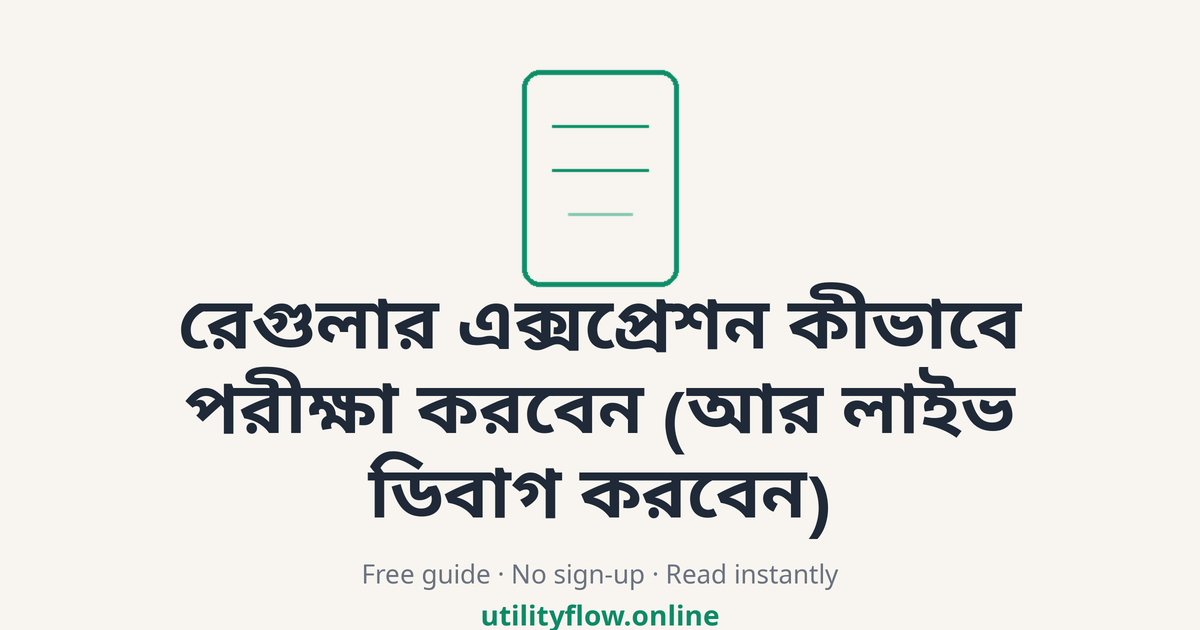 রেগুলার এক্সপ্রেশন কীভাবে
পরীক্ষা করবেন (আর লাইভ
ডিবাগ করবেন)
Free guide · No sign-up · Read instantly
utilityflow.online